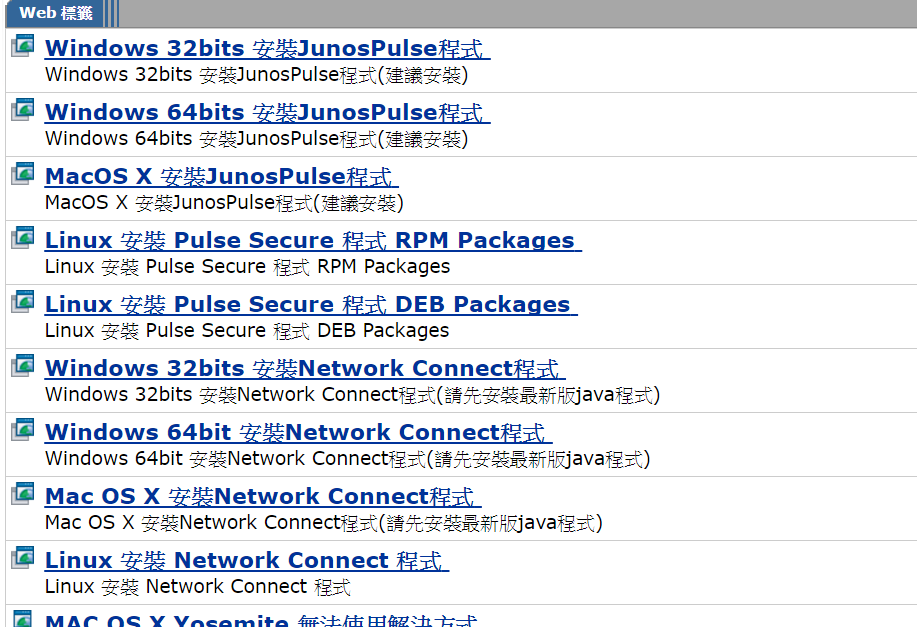 Web 標籤
Windows 32bits 安裝JunosPulse程式
Windows 32bits 安裝JunosPulse程式(建議安裝)
Windows 64bits 安裝JunosPulse程式
Windows 64bits 安裝JunosPulse程式(建議安裝)
MacOS X 安裝JunosPulse程式
MacOS X 安裝JunosPulse程式(建議安裝)
Linux 安裝 Pulse Secure 程式 RPM Packages
Linux 安裝 Pulse Secure 程式 RPM Packages
Linux 安裝 Pulse Secure 程式 DEB Packages
Linux 安裝 Pulse Secure 程式 DEB Packages
Windows 32bits 安裝Network Connect程式
Windows 32bits 安裝Network Connect程式(請先安裝最新版java程式)
Windows 64bit 安裝Network Connect程式
Windows 64bit 安裝Network Connect程式(請先安裝最新版java程式)
Mac OS X 安裝Network Connect程式
Mac OS X 安裝Network Connect程式(請先安裝最新版java程式)
Linux 安裝 Network Connect 程式
Linux 安裝 Network Connect 程式
MAC OS X Yosemite 無法使用解決方式